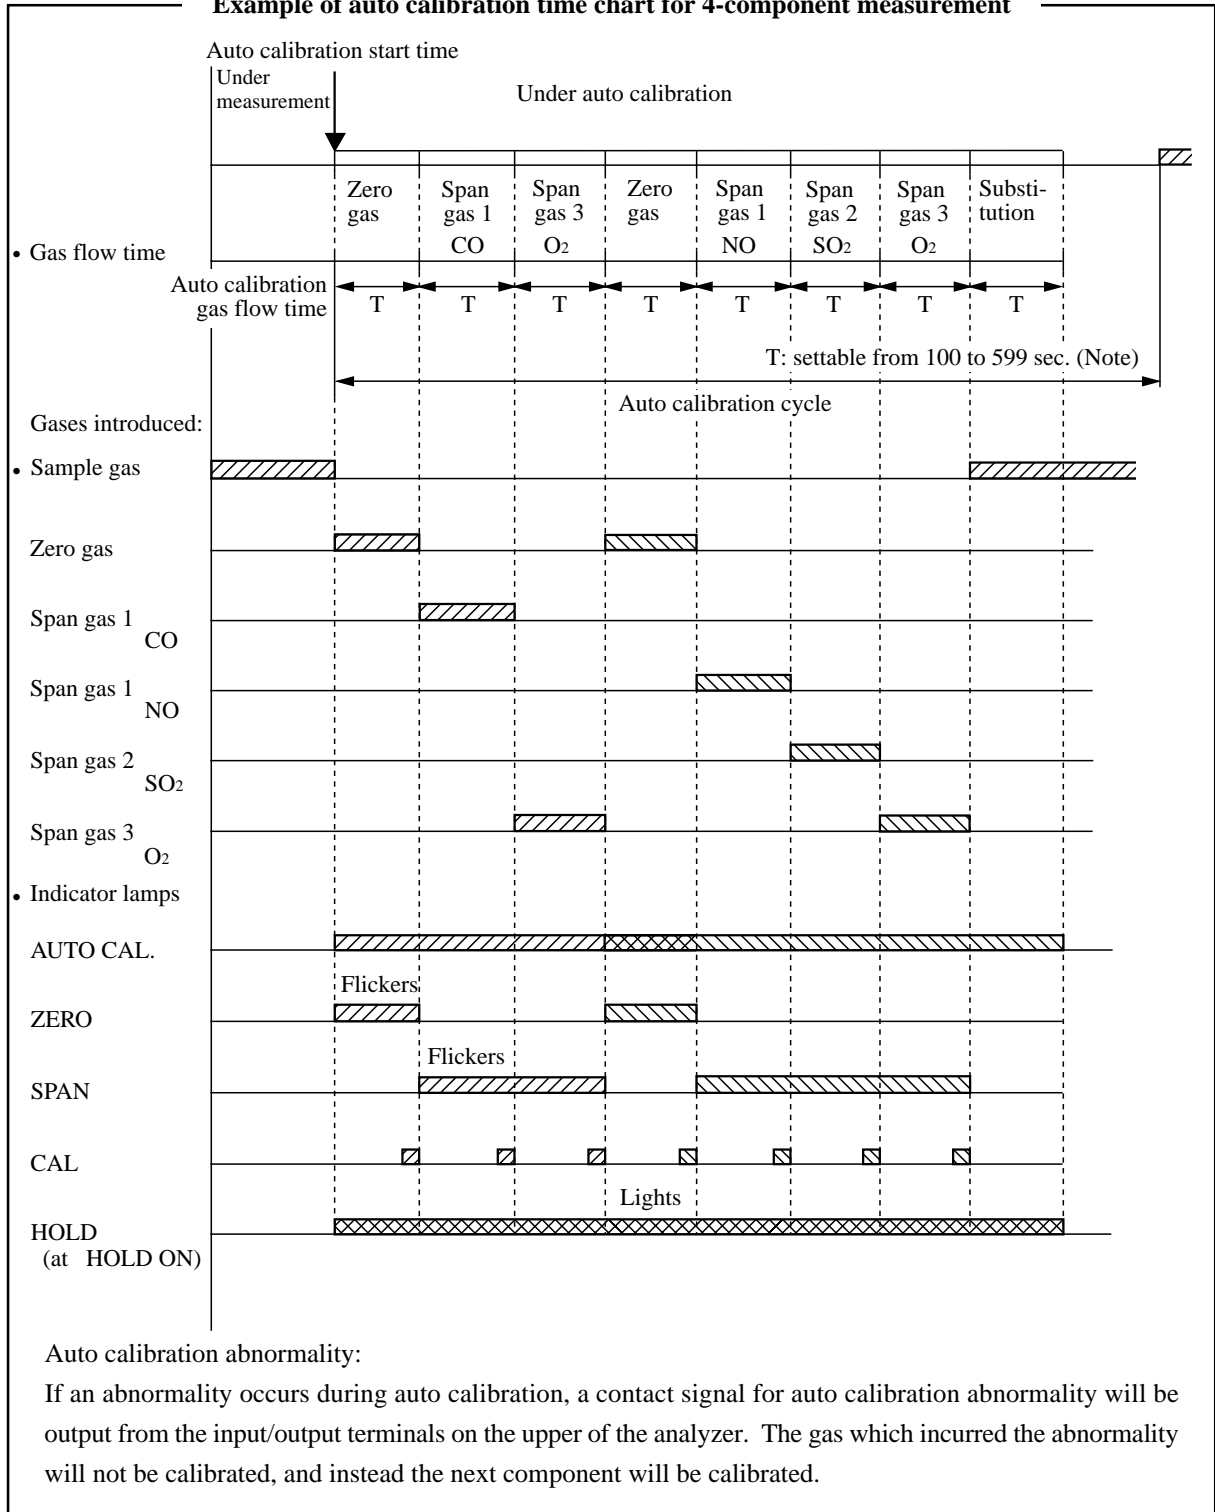 Example of auto calibration time chart for 4-component measurement
Auto calibration start time
Under
measurement
Under auto calibration
Zero
gas
Span
gas 1
CO
Span
gas 3
O2
Zero
gas
Span
gas 1
NO
Span
gas 2
SO2
Span
gas 3
O2
Substi-
tution
• Gas flow time
Auto calibration
gas flow time
T T T T T T T T
T: settable from 100 to 599 sec. (Note)
Auto calibration cycle
Gases introduced:
• Sample gas
Zero gas
Span gas 1
CO
Span gas 1
NO
Span gas 2
SO2
Span gas 3
O2
• Indicator lamps
AUTO CAL.
Flickers
ZERO
Flickers
SPAN
CAL
Lights
HOLD
(at HOLD ON)
Auto calibration abnormality:
If an abnormality occurs during auto calibration, a contact signal for auto calibration abnormality will be
output from the input/output terminals on the upper of the analyzer. The gas which incurred the abnormality
will not be calibrated, and instead the next component will be calibrated.